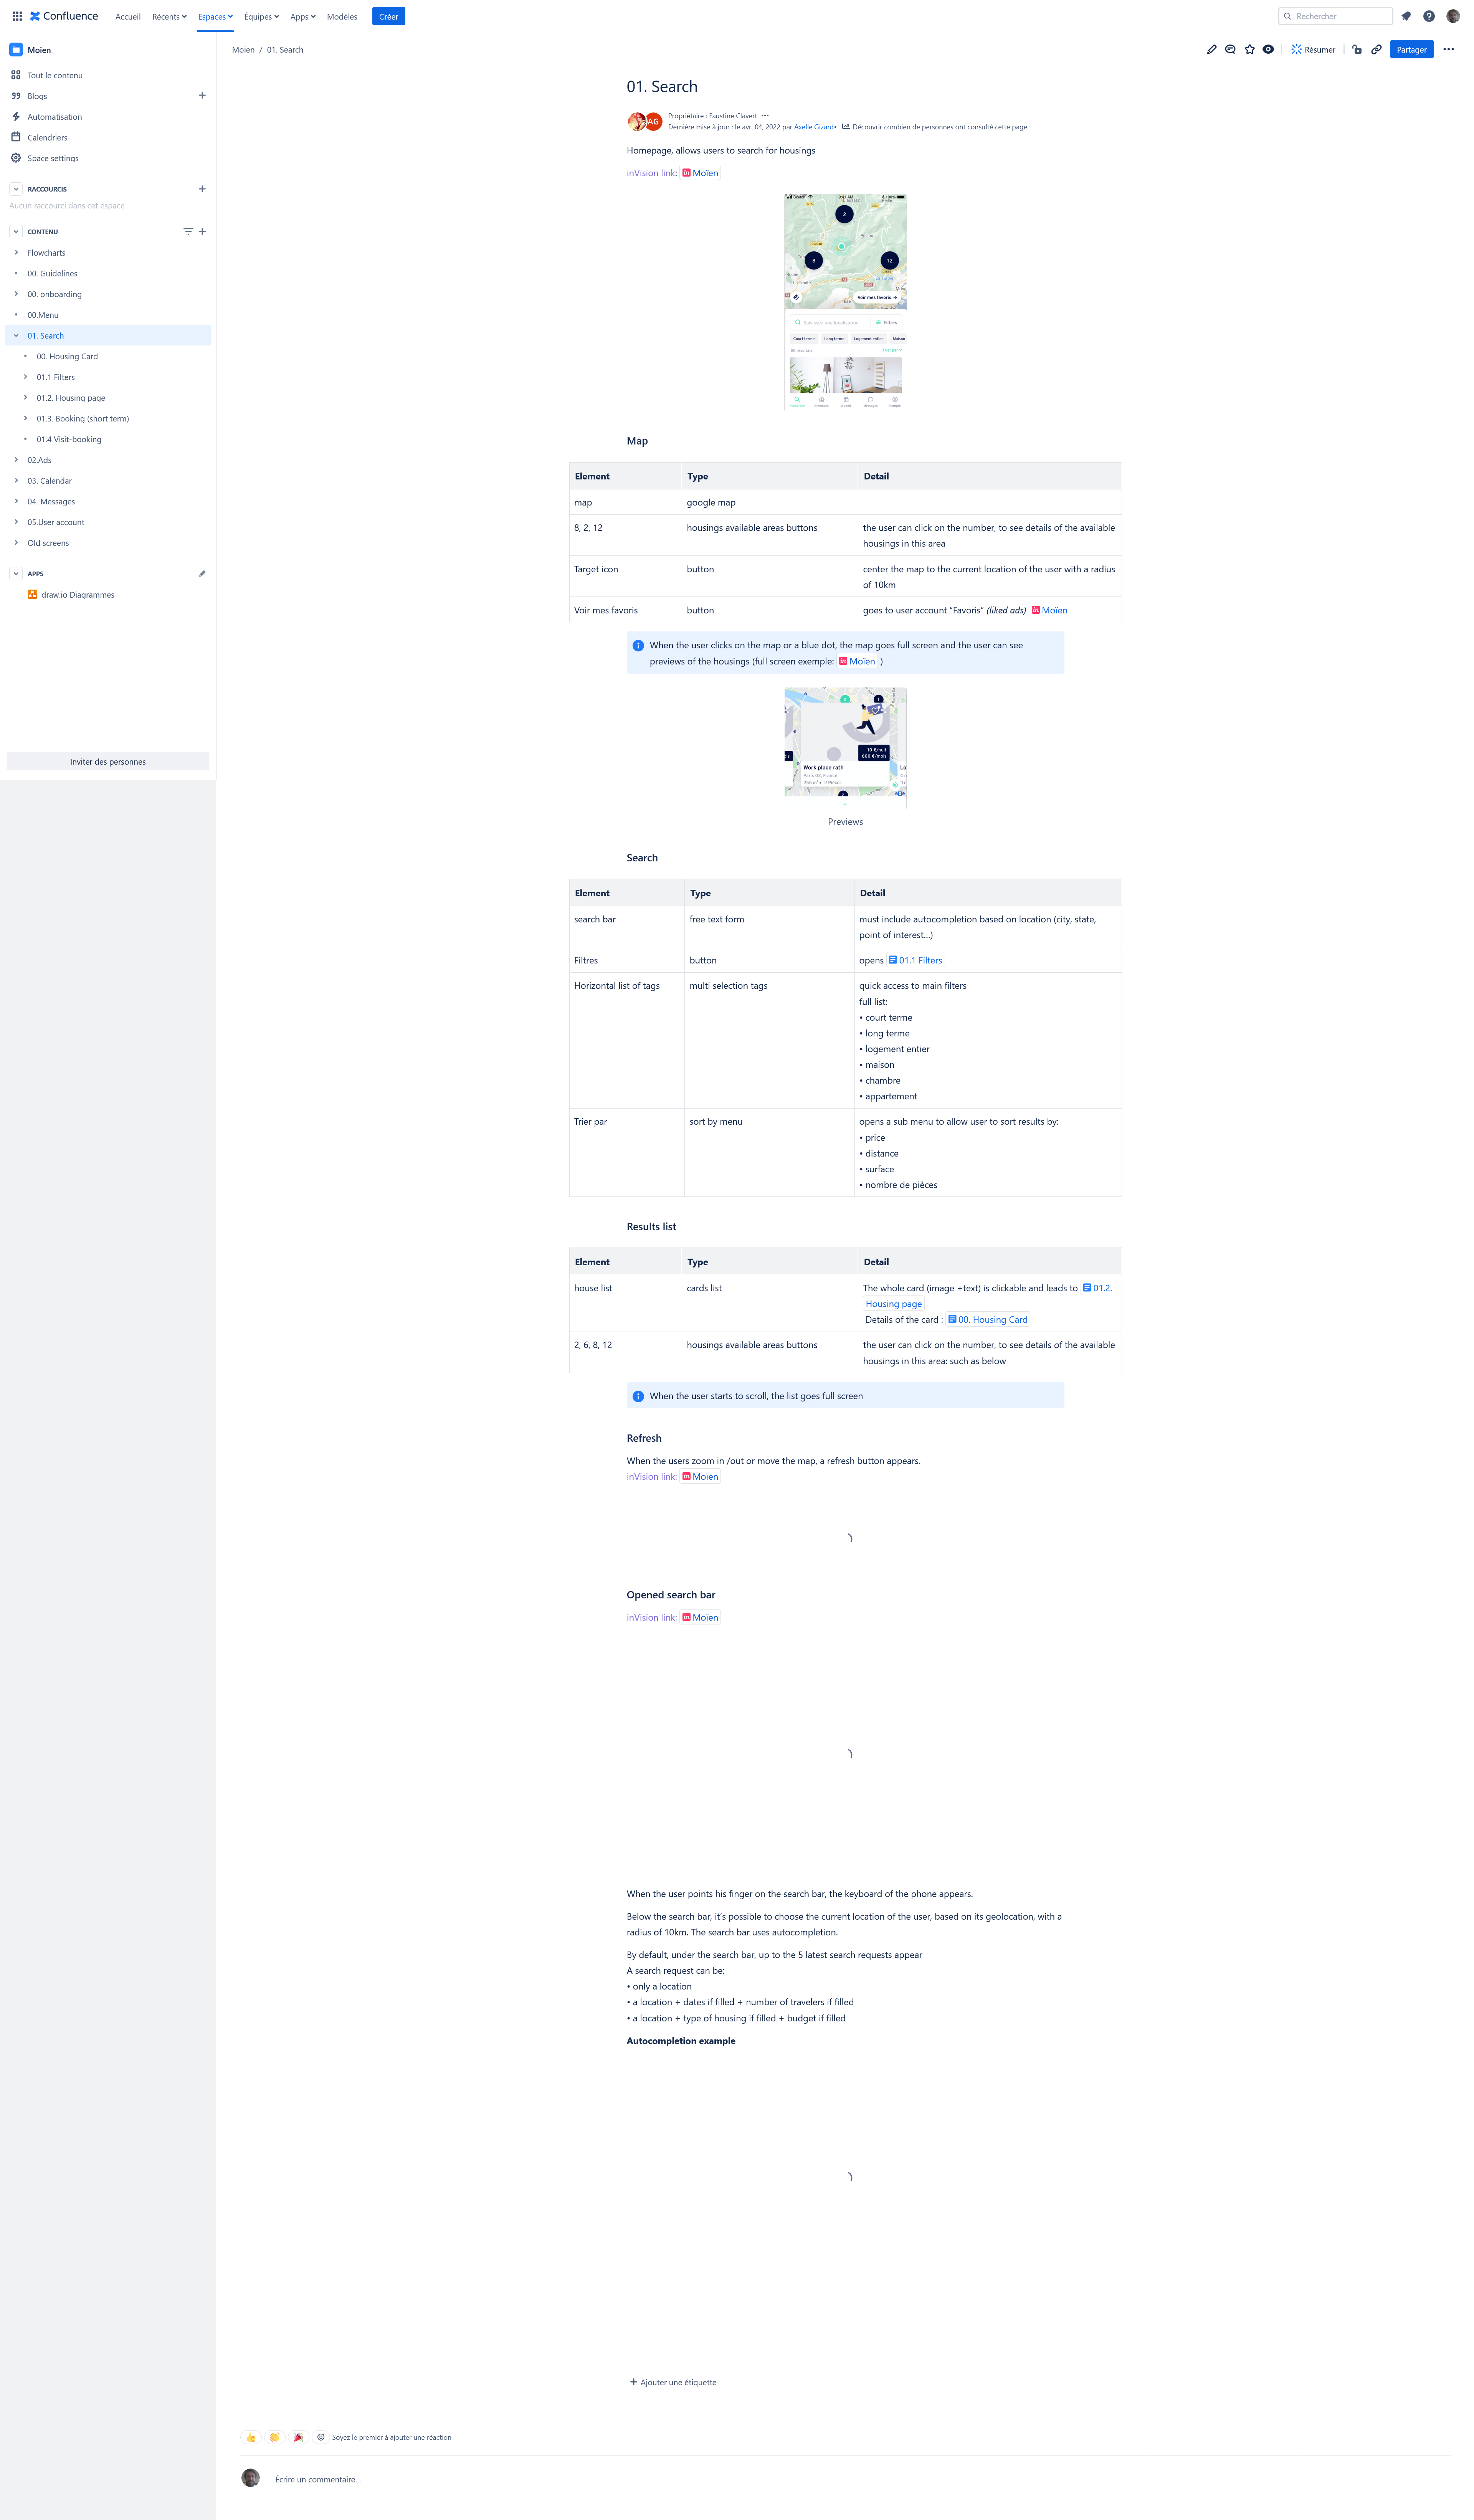 Confluence
Accueil Récents Espaces Équipes Apps Modèles Créer
Rechercher
Moien
Tout le contenu
Blogs
Automatisation
Calendriers
Space settings
RACCOURCIS
Aucun raccourci dans cet espace
CONTENU
Flowcharts
00. Guidelines
00. onboarding
00.Menu
01. Search
00. Housing Card
01.1 Filters
01.2. Housing page
01.3. Booking (short term)
01.4 Visit-booking
02.Ads
03. Calendar
04. Messages
05.User account
Old screens
APPS
draw.io Diagrammes
Inviter des personnes
Moien / 01. Search
Résumer
Partager
01. Search
AG
Propriétaire : Faustine Clavert
Dernière mise à jour : le avr. 04, 2022 par Axelle Gizard• Découvrir combien de personnes ont consulté cette page
Homepage, allows users to search for housings
inVision link: Moïen
9:41 AM
100%
2
8
12
Voir mes favoris
Saisissez une localisation
Filtres
Court terme Long terme Logement entier Maison
Trier par
Map
Element Type Detail
map google map
8, 2, 12 housings available areas buttons the user can click on the number, to see details of the available
housings in this area
Target icon button center the map to the current location of the user with a radius
of 10km
Voir mes favoris button goes to user account "Favoris" (liked ads) Moïen
When the user clicks on the map or a blue dot, the map goes full screen and the user can see
previews of the housings (full screen exemple: Moïen )
10 €/nuit
600 €/mois
Work place rath
Lo
Paris 02, France
255 m² • 2 Pièces
Previews
Search
Element Type Detail
search bar free text form must include autocompletion based on location (city, state,
point of interest…)
Filtres button opens 01.1 Filters
Horizontal list of tags multi selection tags quick access to main filters
full list:
• court terme
• long terme
• logement entier
• maison
• chambre
• appartement
Trier par sort by menu opens a sub menu to allow user to sort results by:
• price
• distance
• surface
• nombre de pièces
Results list
Element Type Detail
house list cards list The whole card (image +text) is clickable and leads to 01.2.
Housing page
Details of the card : 00. Housing Card
2, 6, 8, 12 housings available areas buttons the user can click on the number, to see details of the available
housings in this area: such as below
When the user starts to scroll, the list goes full screen
Refresh
When the users zoom in /out or move the map, a refresh button appears.
inVision link: Moïen
Opened search bar
inVision link: Moïen
When the user points his finger on the search bar, the keyboard of the phone appears.
Below the search bar, it's possible to choose the current location of the user, based on its geolocation, with a
radius of 10km. The search bar uses autocompletion.
By default, under the search bar, up to the 5 latest search requests appear
A search request can be:
• only a location
• a location + dates if filled + number of travelers if filled
• a location + type of housing if filled + budget if filled
Autocompletion example
Ajouter une étiquette
Soyez le premier à ajouter une réaction
Écrire un commentaire…